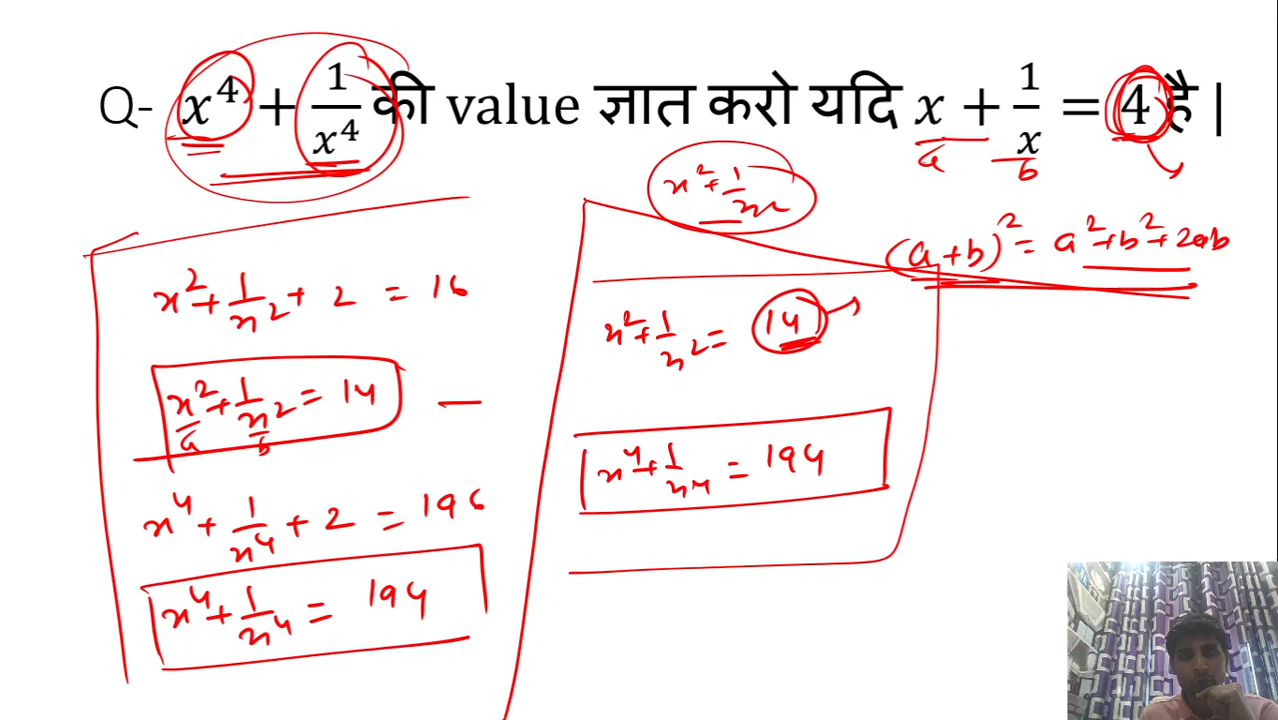 Q- x⁴ + 1/x⁴ की value ज्ञात करो यदि x + 1/x = 4 है |
a b
x² + 1/x²
(a+b)² = a²+b²+2ab
x² + 1/x² + 2 = 16
x² + 1/x² = 14 —
a b
x⁴ + 1/x⁴ + 2 = 196
x⁴ + 1/x⁴ = 194
x² + 1/x² = 14
x⁴ + 1/x⁴ = 194